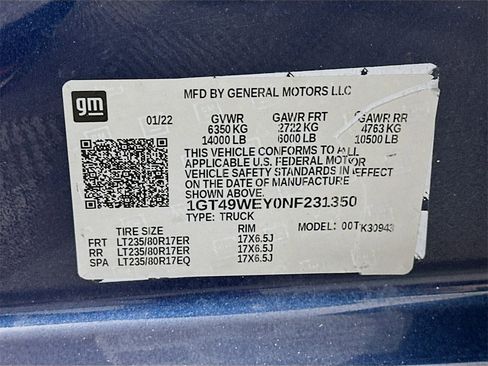 gm
MFD BY GENERAL MOTORS LLC
01/22 GVWR GAWR FRT GAWR RR
6350 KG 2722 KG 4763 KG
14000 LB 6000 LB 10500 LB
THIS VEHICLE CONFORMS TO ALL
APPLICABLE U.S. FEDERAL MOTOR
VEHICLE SAFETY STANDARDS IN EFFECT
ON THE DATE OF MANUFACTURE
SHOWN ABOVE.
1GT49WEY0NF231350
TYPE: TRUCK
TIRE SIZE RIM MODEL: 00TK30943
FRT LT235/80R17ER 17X6.5J
RR LT235/80R17ER 17X6.5J
SPA LT235/80R17EQ 17X6.5J